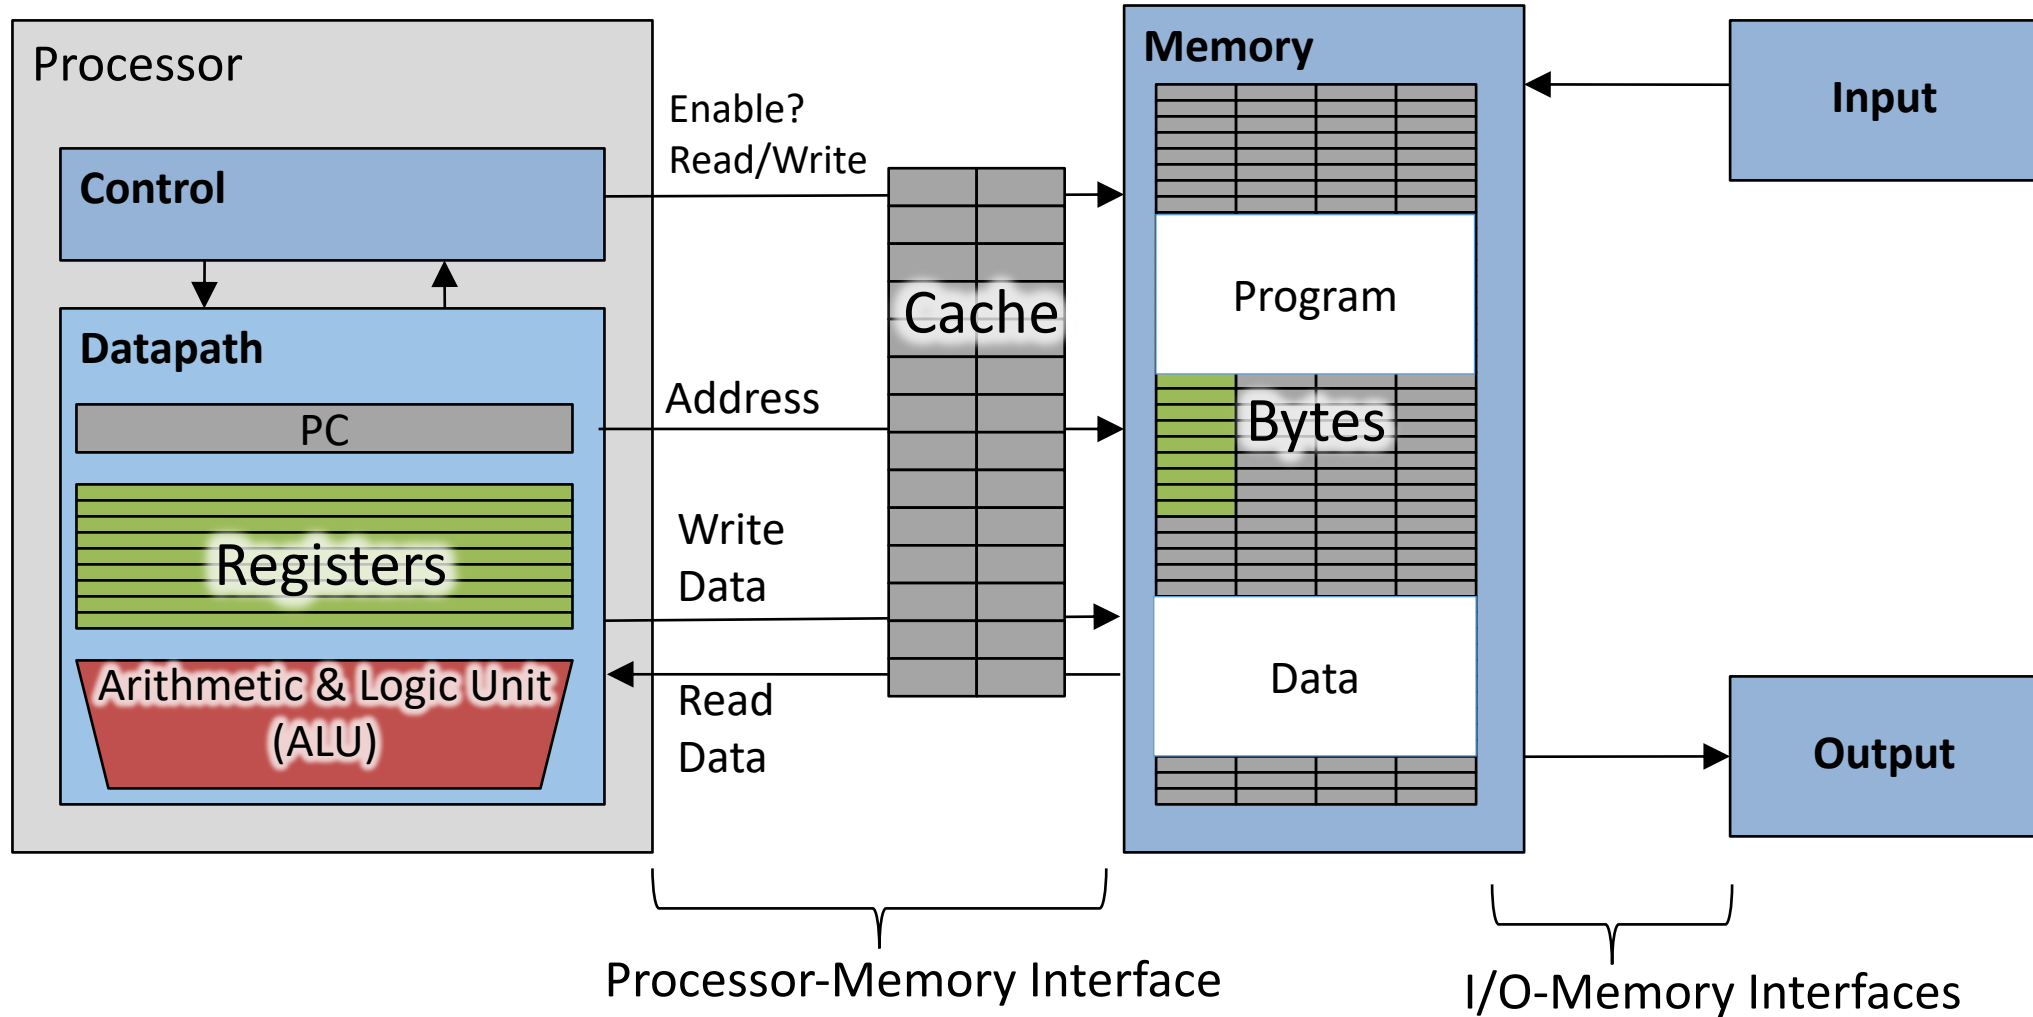 Processor
Control
Datapath
PC
Registers
Arithmetic & Logic Unit
(ALU)
Enable?
Read/Write
Address
Write
Data
Read
Data
Cache
Memory
Program
Bytes
Data
Input
Output
Processor-Memory Interface
I/O-Memory Interfaces